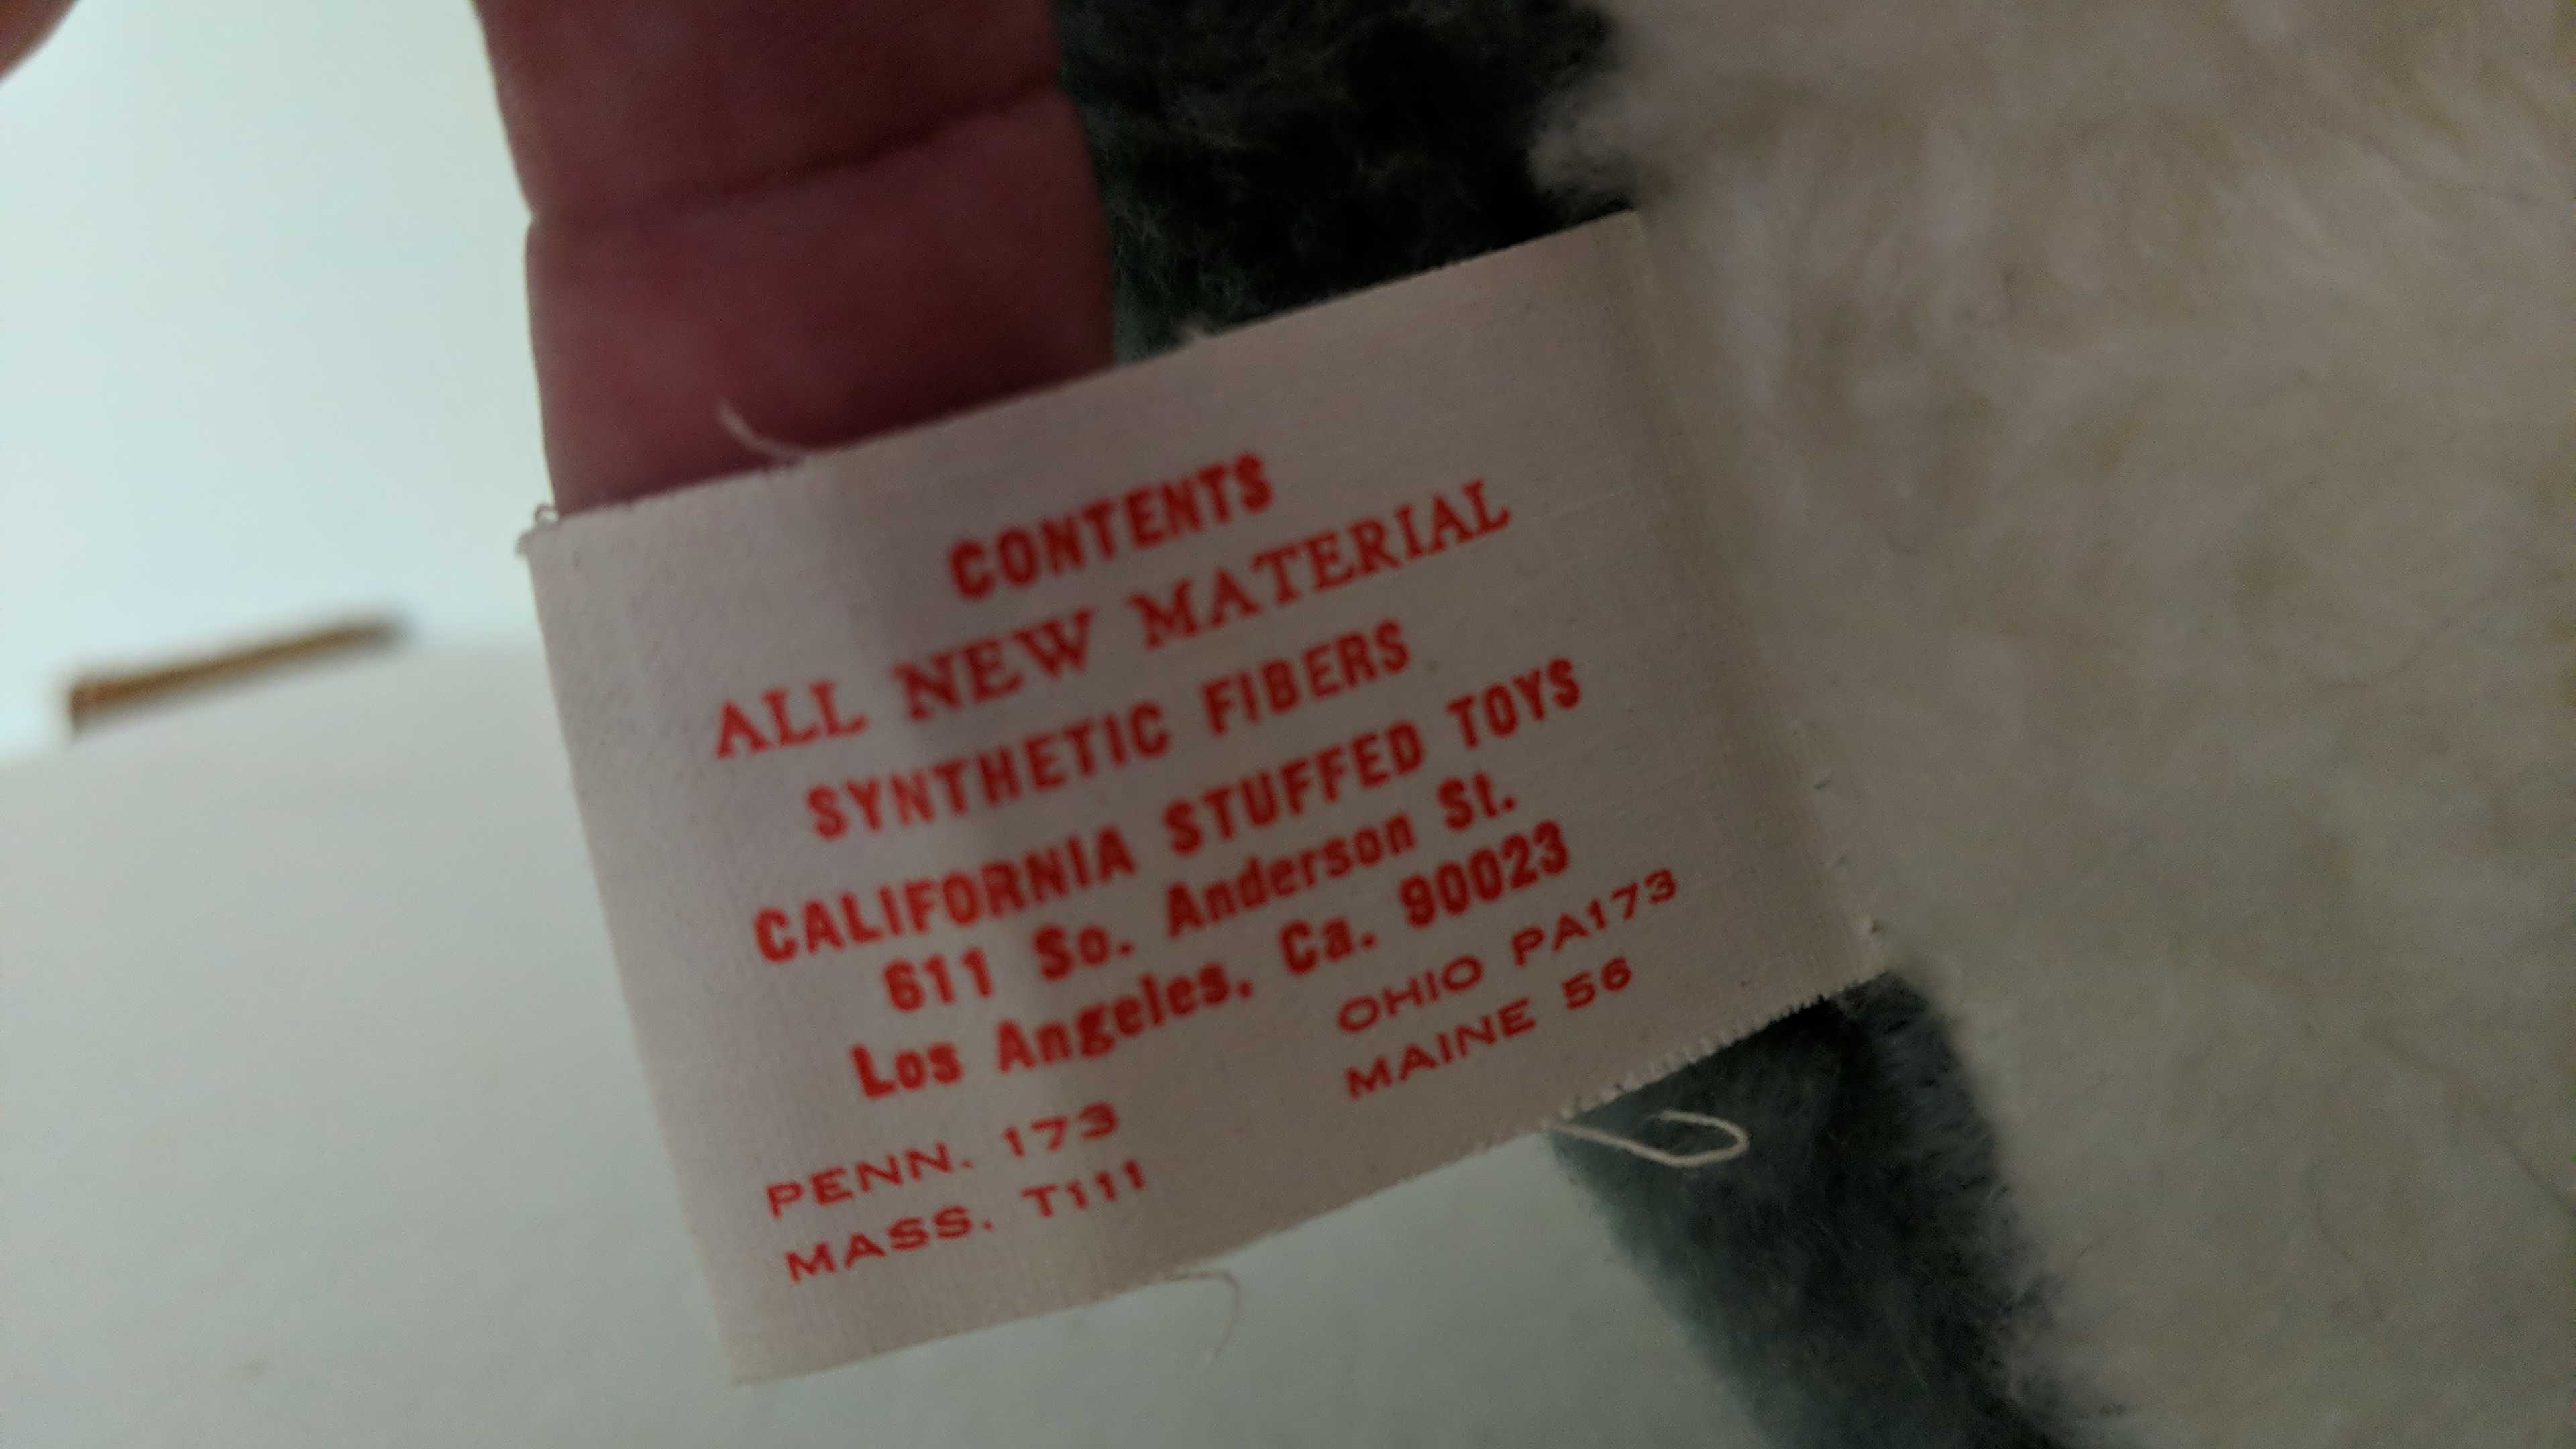 CONTENTS
ALL NEW MATERIAL
SYNTHETIC FIBERS
CALIFORNIA STUFFED TOYS
611 So. Anderson St.
Los Angeles, Ca. 90023
PENN. 173 OHIO PA173
MASS. T111 MAINE 56